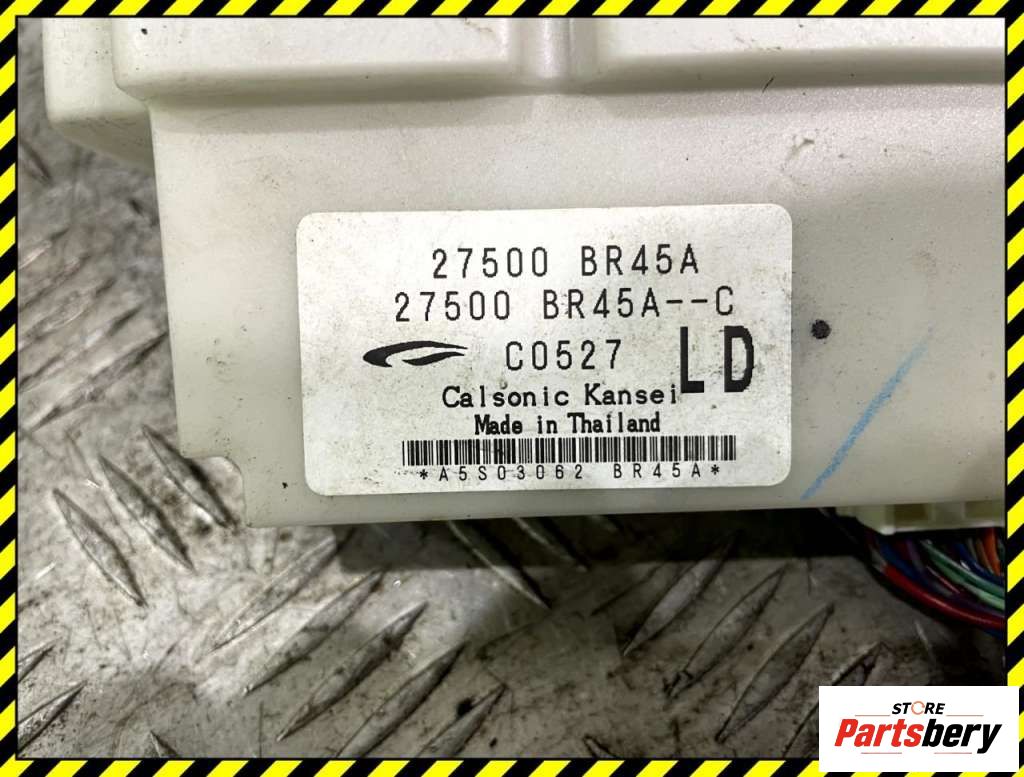 27500 BR45A
27500 BR45A--C
C0527 LD
Calsonic Kansei
Made in Thailand
*A5S03062 BR45A*
STORE
Partsbery